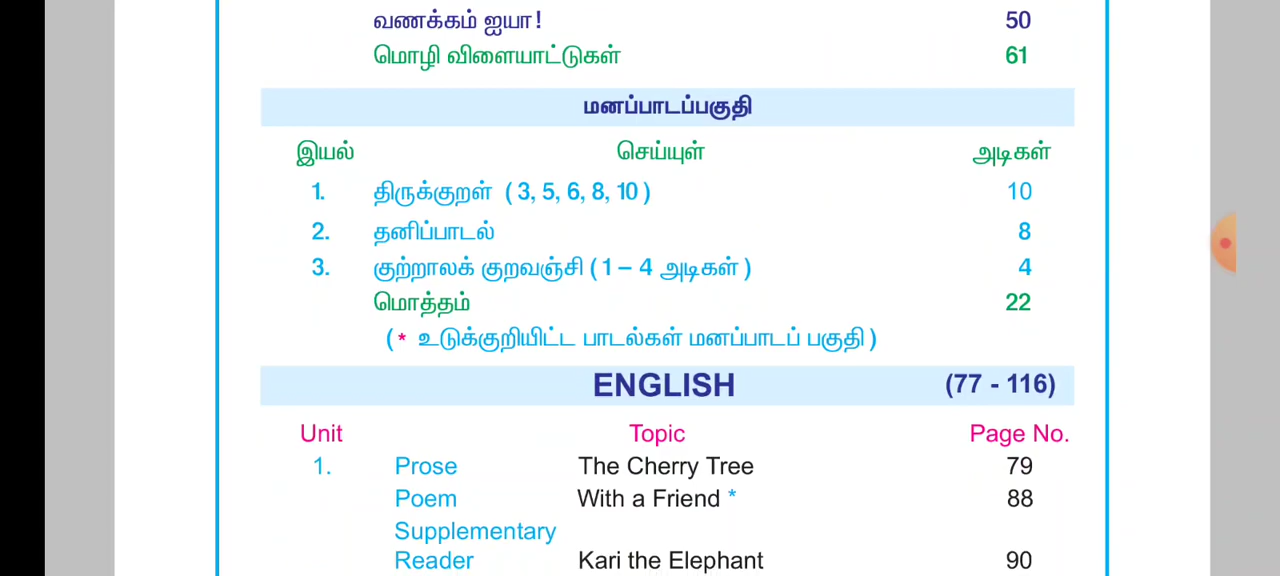 வணக்கம் ஐயா! 50
மொழி விளையாட்டுகள் 61
மனப்பாடப்பகுதி
இயல் செய்யுள் அடிகள்
1. திருக்குறள் ( 3, 5, 6, 8, 10 ) 10
2. தனிப்பாடல் 8
3. குற்றாலக் குறவஞ்சி ( 1 – 4 அடிகள் ) 4
மொத்தம் 22
( * உடுக்குறியிட்ட பாடல்கள் மனப்பாடப் பகுதி )
ENGLISH (77 - 116)
Unit Topic Page No.
1. Prose The Cherry Tree 79
Poem With a Friend * 88
Supplementary
Reader Kari the Elephant 90